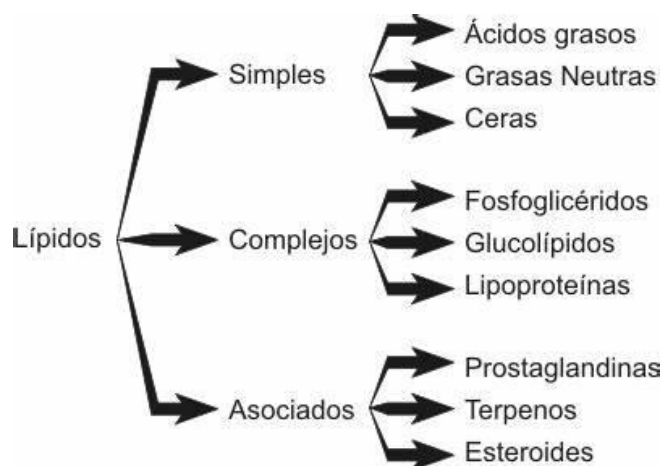 Lípidos
Simples
Ácidos grasos
Grasas Neutras
Ceras
Complejos
Fosfoglicéridos
Glucolípidos
Lipoproteínas
Asociados
Prostaglandinas
Terpenos
Esteroides